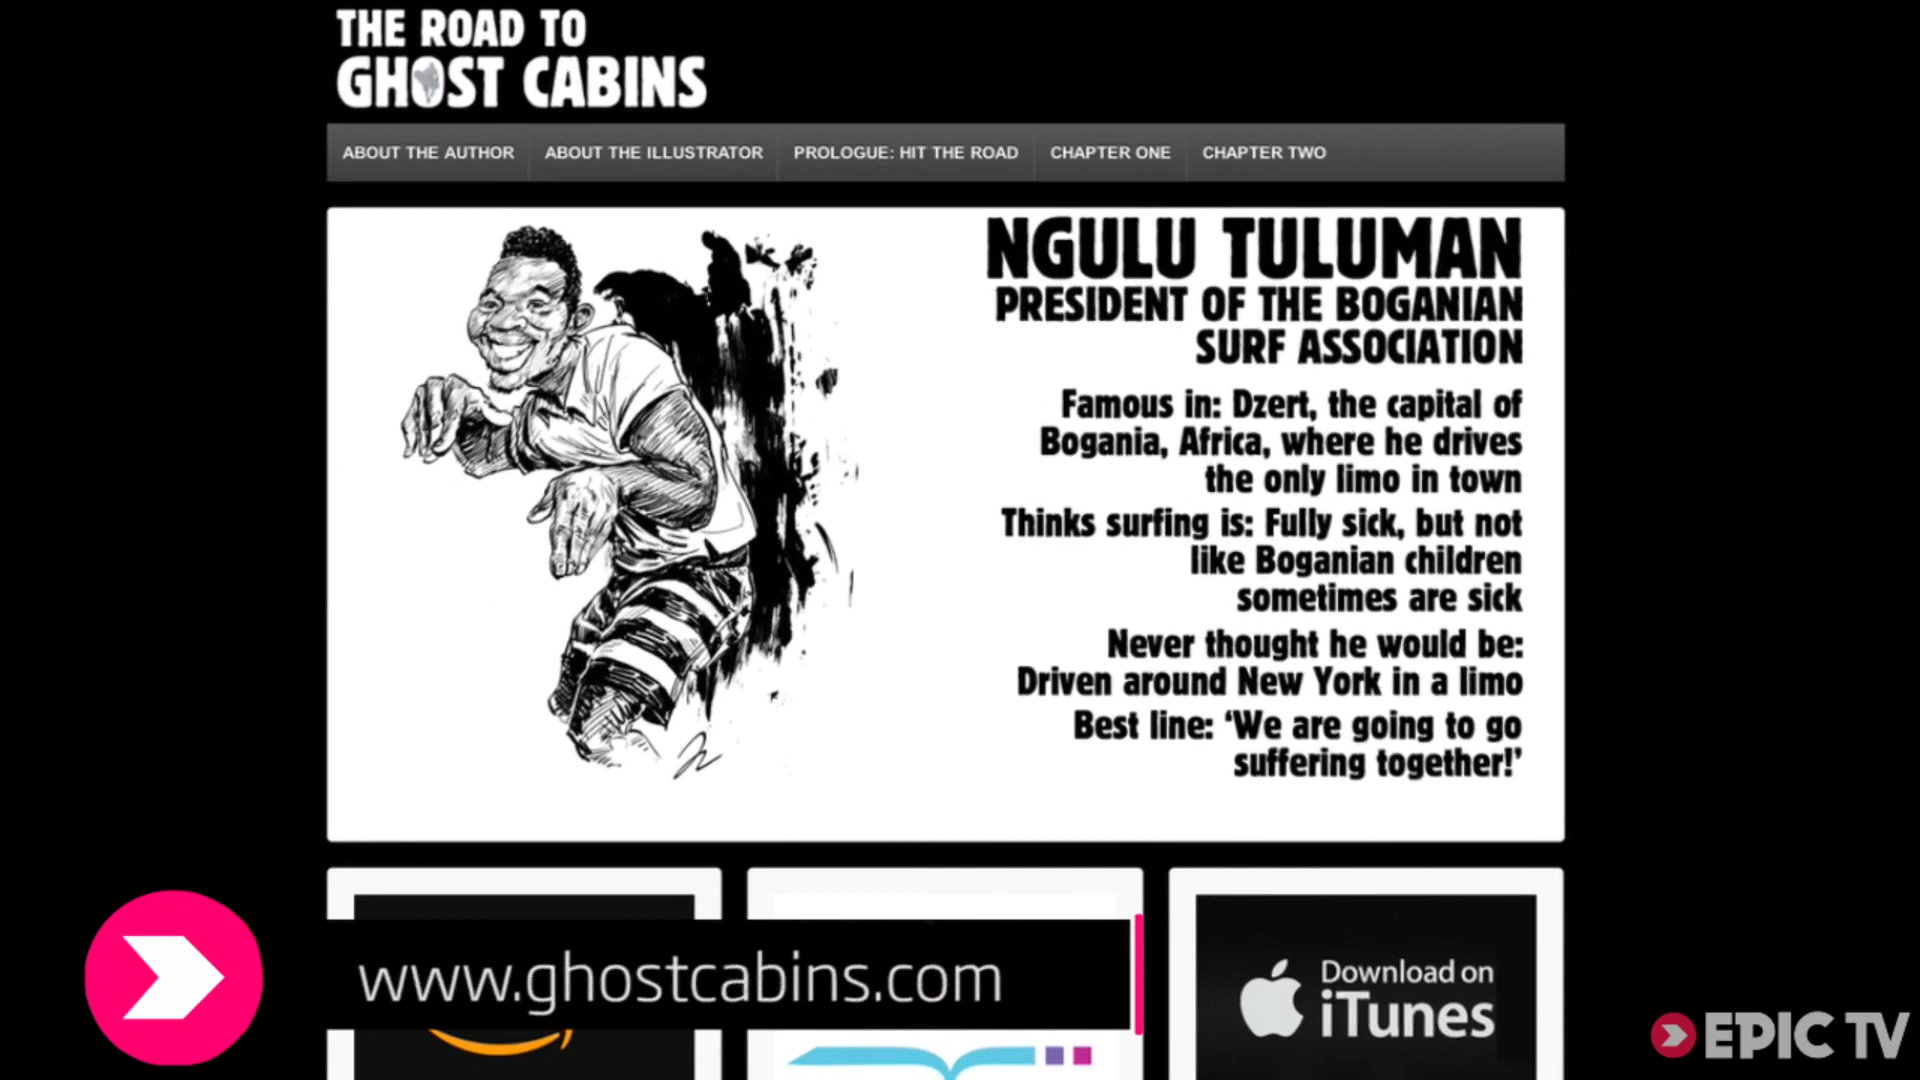 THE ROAD TO
GHOST CABINS
ABOUT THE AUTHOR
ABOUT THE ILLUSTRATOR
PROLOGUE: HIT THE ROAD
CHAPTER ONE
CHAPTER TWO
NGULU TULUMAN
PRESIDENT OF THE BOGANIAN
SURF ASSOCIATION
Famous in: Dzert, the capital of
Bogania, Africa, where he drives
the only limo in town
Thinks surfing is: Fully sick, but not
like Boganian children
sometimes are sick
Never thought he would be:
Driven around New York in a limo
Best line: ‘We are going to go
suffering together!’
www.ghostcabins.com
Download on
iTunes
EPIC TV